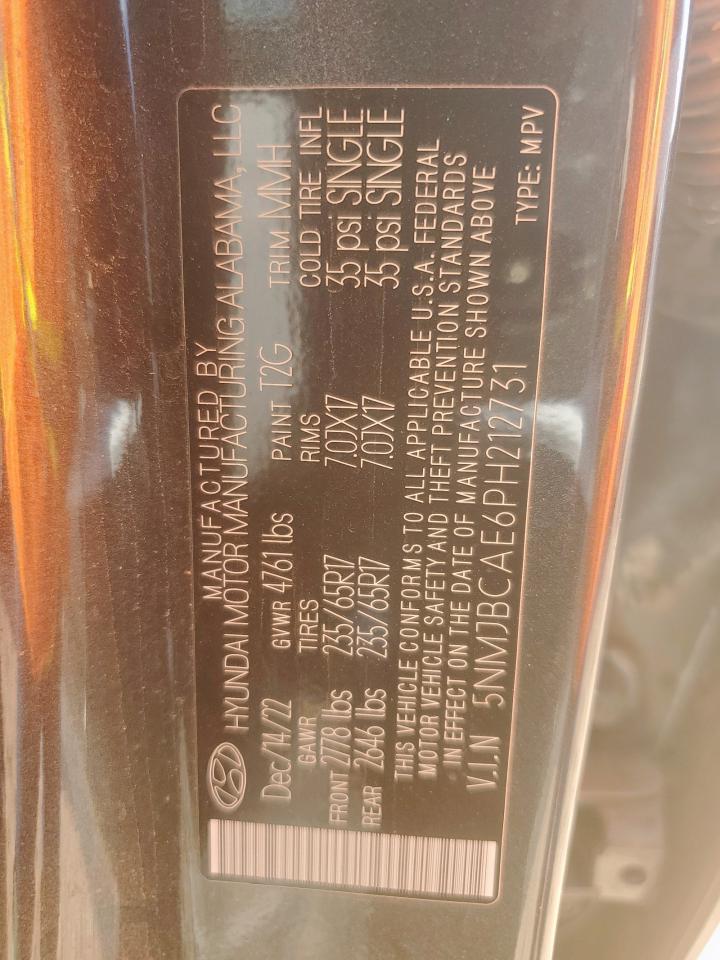 MANUFACTURED BY
HYUNDAI MOTOR MANUFACTURING ALABAMA, LLC
Dec/14/22 GVWR 4761 lbs PAINT T2G TRIM MMH
GAWR TIRES RIMS COLD TIRE. INFL
FRONT 2778 lbs 235/65R17 7.0JX17 35 psi SINGLE
REAR 2646 lbs 235/65R17 7.0JX17 35 psi SINGLE
THIS VEHICLE CONFORMS TO ALL APPLICABLE U.S.A. FEDERAL
MOTOR VEHICLE SAFETY AND THEFT PREVENTION STANDARDS
IN EFFECT ON THE DATE OF MANUFACTURE SHOWN ABOVE
V.I.N 5NMJBCAE6PH212731 TYPE: MPV